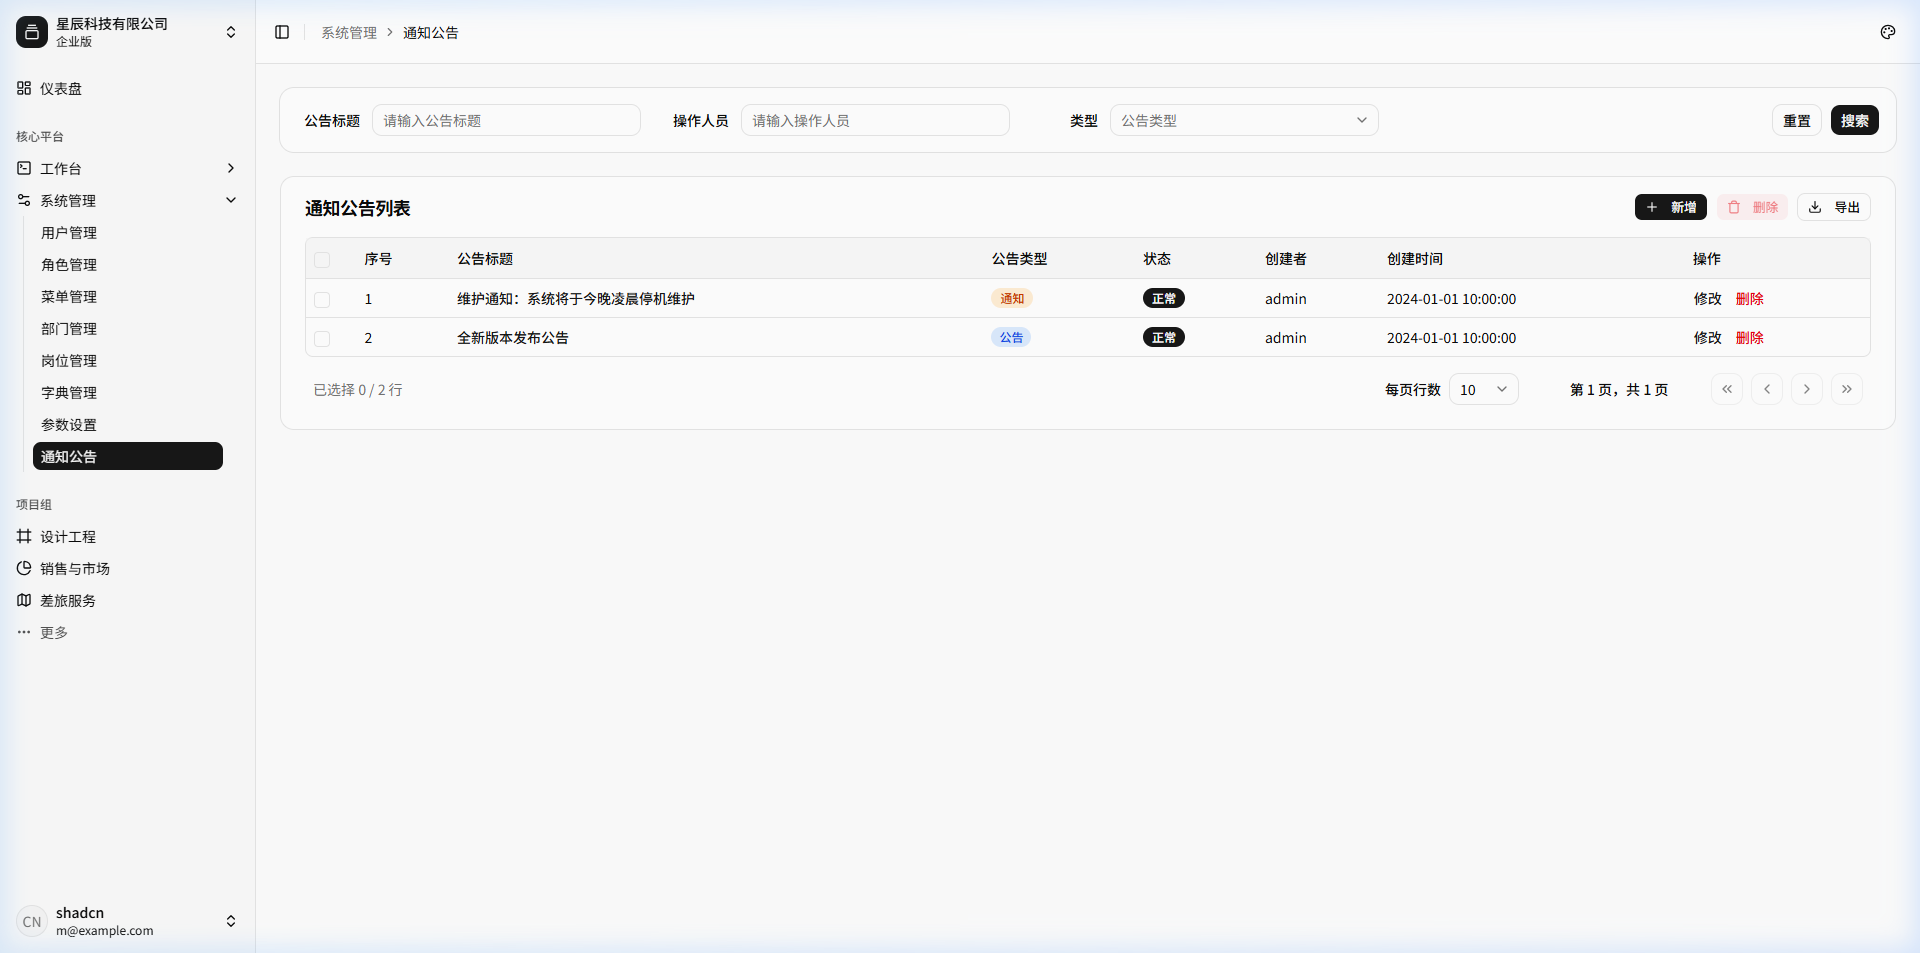 星辰科技有限公司
企业版
仪表盘
核心平台
工作台
系统管理
用户管理
角色管理
菜单管理
部门管理
岗位管理
字典管理
参数设置
通知公告
项目组
设计工程
销售与市场
差旅服务
更多
CN
shadcn
m@example.com
系统管理 通知公告
公告标题 请输入公告标题 操作人员 请输入操作人员 类型 公告类型 重置 搜索
通知公告列表 新增 删除 导出
序号 公告标题 公告类型 状态 创建者 创建时间 操作
1 维护通知：系统将于今晚凌晨停机维护 通知 正常 admin 2024-01-01 10:00:00 修改 删除
2 全新版本发布公告 公告 正常 admin 2024-01-01 10:00:00 修改 删除
已选择 0 / 2 行 每页行数 10 第 1 页，共 1 页